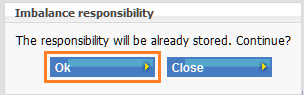 Imbalance responsibility
The responsibility will be already stored. Continue?
Ok Close